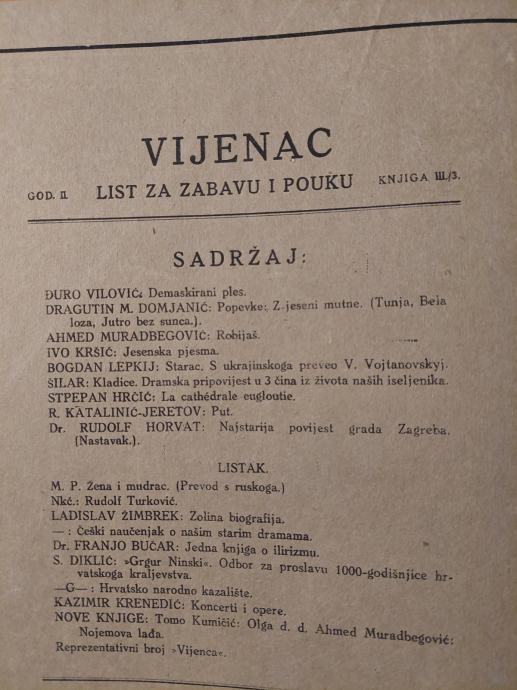 VIJENAC
GOD. II. LIST ZA ZABAVU I POUKU KNJIGA III./3.
SADRŽAJ:
ĐURO VILOVIĆ: Demaskirani ples.
DRAGUTIN M. DOMJANIĆ: Popevke: Z jeseni mutne. (Tunja, Bela
loza, Jutro bez sunca.).
AHMED MURADBEGOVIĆ: Robijaš.
IVO KRŠIĆ: Jesenska pjesma.
BOGDAN LEPKIJ: Starac. S ukrajinskoga preveo V. Vojtanovskyj.
ŠILAR: Kladice. Dramska pripovijest u 3 čina iz života naših iseljenika.
STPEPAN HRČIĆ: La cathédrale eugloutie.
R. KATALINIĆ-JERETOV: Put.
Dr. RUDOLF HORVAT: Najstarija povijest grada Zagreba.
(Nastavak.).
LISTAK.
M. P. Žena i mudrac. (Prevod s ruskoga.)
Nkć.: Rudolf Turković.
LADISLAV ŽIMBREK: Zolina biografija.
— : Češki naučenjak o našim starim dramama.
Dr. FRANJO BUČAR: Jedna knjiga o ilirizmu.
S. DIKLIĆ: »Grgur Ninski«. Odbor za proslavu 1000-godišnjice hr-
vatskoga kraljevstva.
—G— : Hrvatsko narodno kazalište.
KAZIMIR KRENEDIĆ: Koncerti i opere.
NOVE KNJIGE: Tomo Kumičić: Olga d. d. Ahmed Muradbegović:
Nojemova lađa.
Reprezentativni broj »Vijenca«.